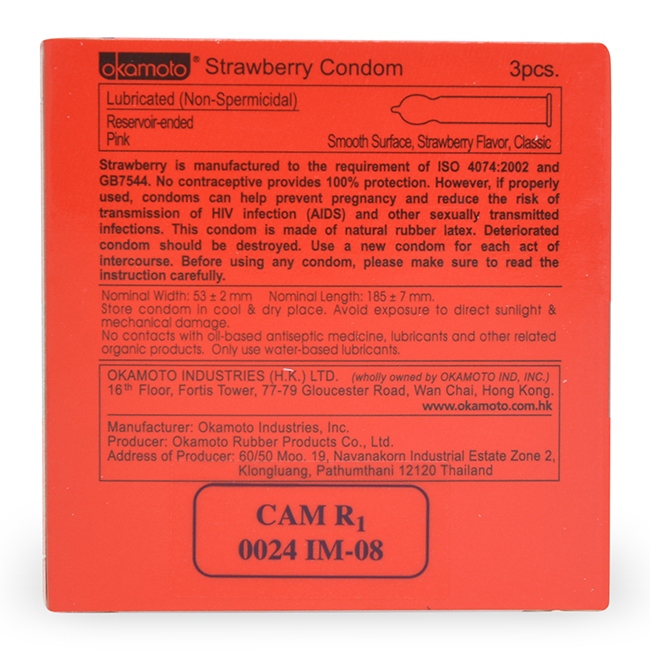 okamoto® Strawberry Condom 3pcs.
Lubricated (Non-Spermicidal)
Reservoir-ended
Pink Smooth Surface, Strawberry Flavor, Classic
Strawberry is manufactured to the requirement of ISO 4074:2002 and
GB7544. No contraceptive provides 100% protection. However, if properly
used, condoms can help prevent pregnancy and reduce the risk of
transmission of HIV infection (AIDS) and other sexually transmitted
infections. This condom is made of natural rubber latex. Deteriorated
condom should be destroyed. Use a new condom for each act of
intercourse. Before using any condom, please make sure to read the
instruction carefully.
Nominal Width: 53 ± 2 mm Nominal Length: 185 ± 7 mm.
Store condom in cool & dry place. Avoid exposure to direct sunlight &
mechanical damage.
No contacts with oil-based antiseptic medicine, lubricants and other related
organic products. Only use water-based lubricants.
OKAMOTO INDUSTRIES (H.K.) LTD. (wholly owned by OKAMOTO IND, INC.)
16th Floor, Fortis Tower, 77-79 Gloucester Road, Wan Chai, Hong Kong.
www.okamoto.com.hk
Manufacturer: Okamoto Industries, Inc.
Producer: Okamoto Rubber Products Co., Ltd.
Address of Producer: 60/50 Moo. 19, Navanakorn Industrial Estate Zone 2,
Klongluang, Pathumthani 12120 Thailand
CAM R1
0024 IM-08